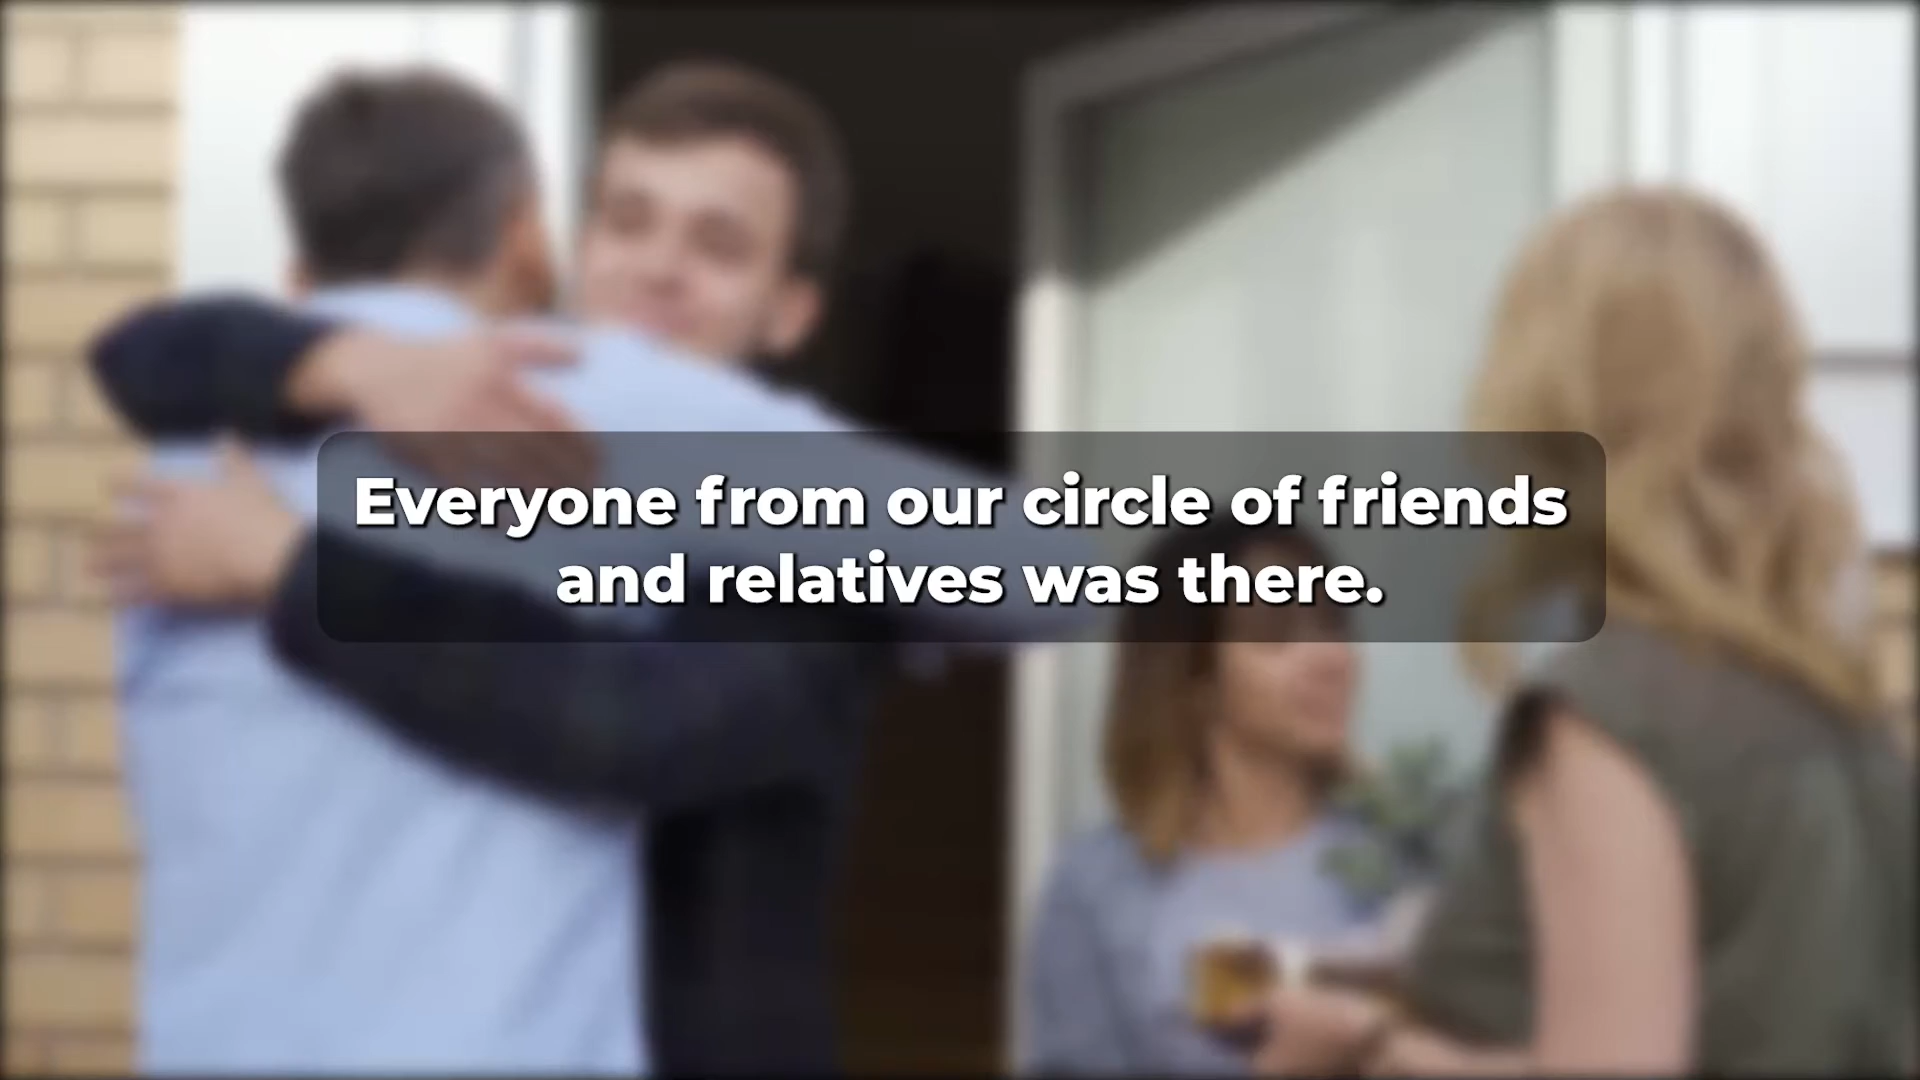 Everyone from our circle of friends
and relatives was there.